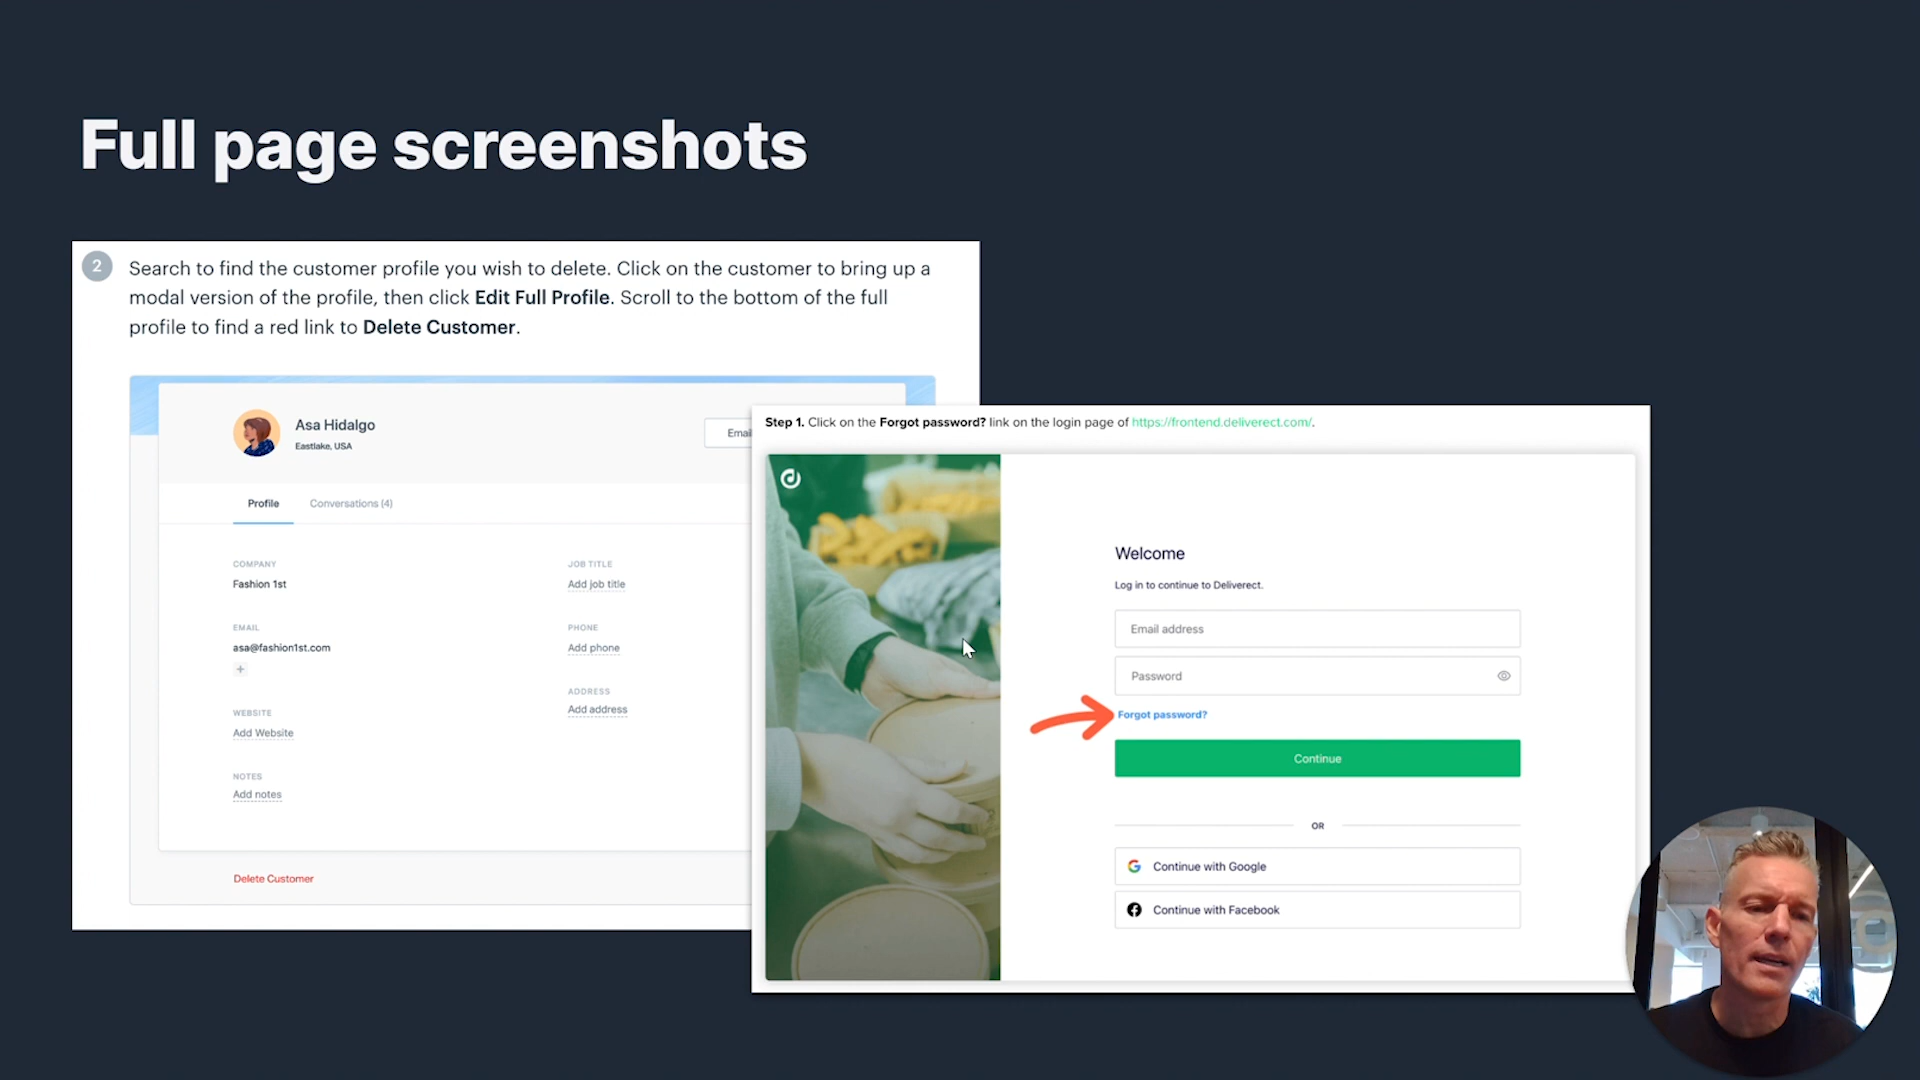 Full page screenshots
2
Search to find the customer profile you wish to delete. Click on the customer to bring up a
modal version of the profile, then click Edit Full Profile. Scroll to the bottom of the full
profile to find a red link to Delete Customer.
Asa Hidalgo
Eastlake, USA
Email
Profile
Conversations (4)
COMPANY
Fashion 1st
JOB TITLE
Add job title
EMAIL
asa@fashion1st.com
+
PHONE
Add phone
ADDRESS
Add address
WEBSITE
Add Website
NOTES
Add notes
Delete Customer
Step 1. Click on the Forgot password? link on the login page of https://frontend.deliverect.com/.
Welcome
Log in to continue to Deliverect.
Email address
Password
Forgot password?
Continue
OR
Continue with Google
Continue with Facebook